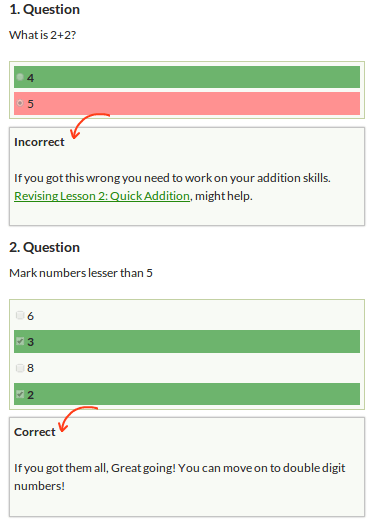 1. Question
What is 2+2?
4
5
Incorrect
If you got this wrong you need to work on your addition skills.
Revising Lesson 2: Quick Addition, might help.
2. Question
Mark numbers lesser than 5
6
3
8
2
Correct
If you got them all, Great going! You can move on to double digit
numbers!